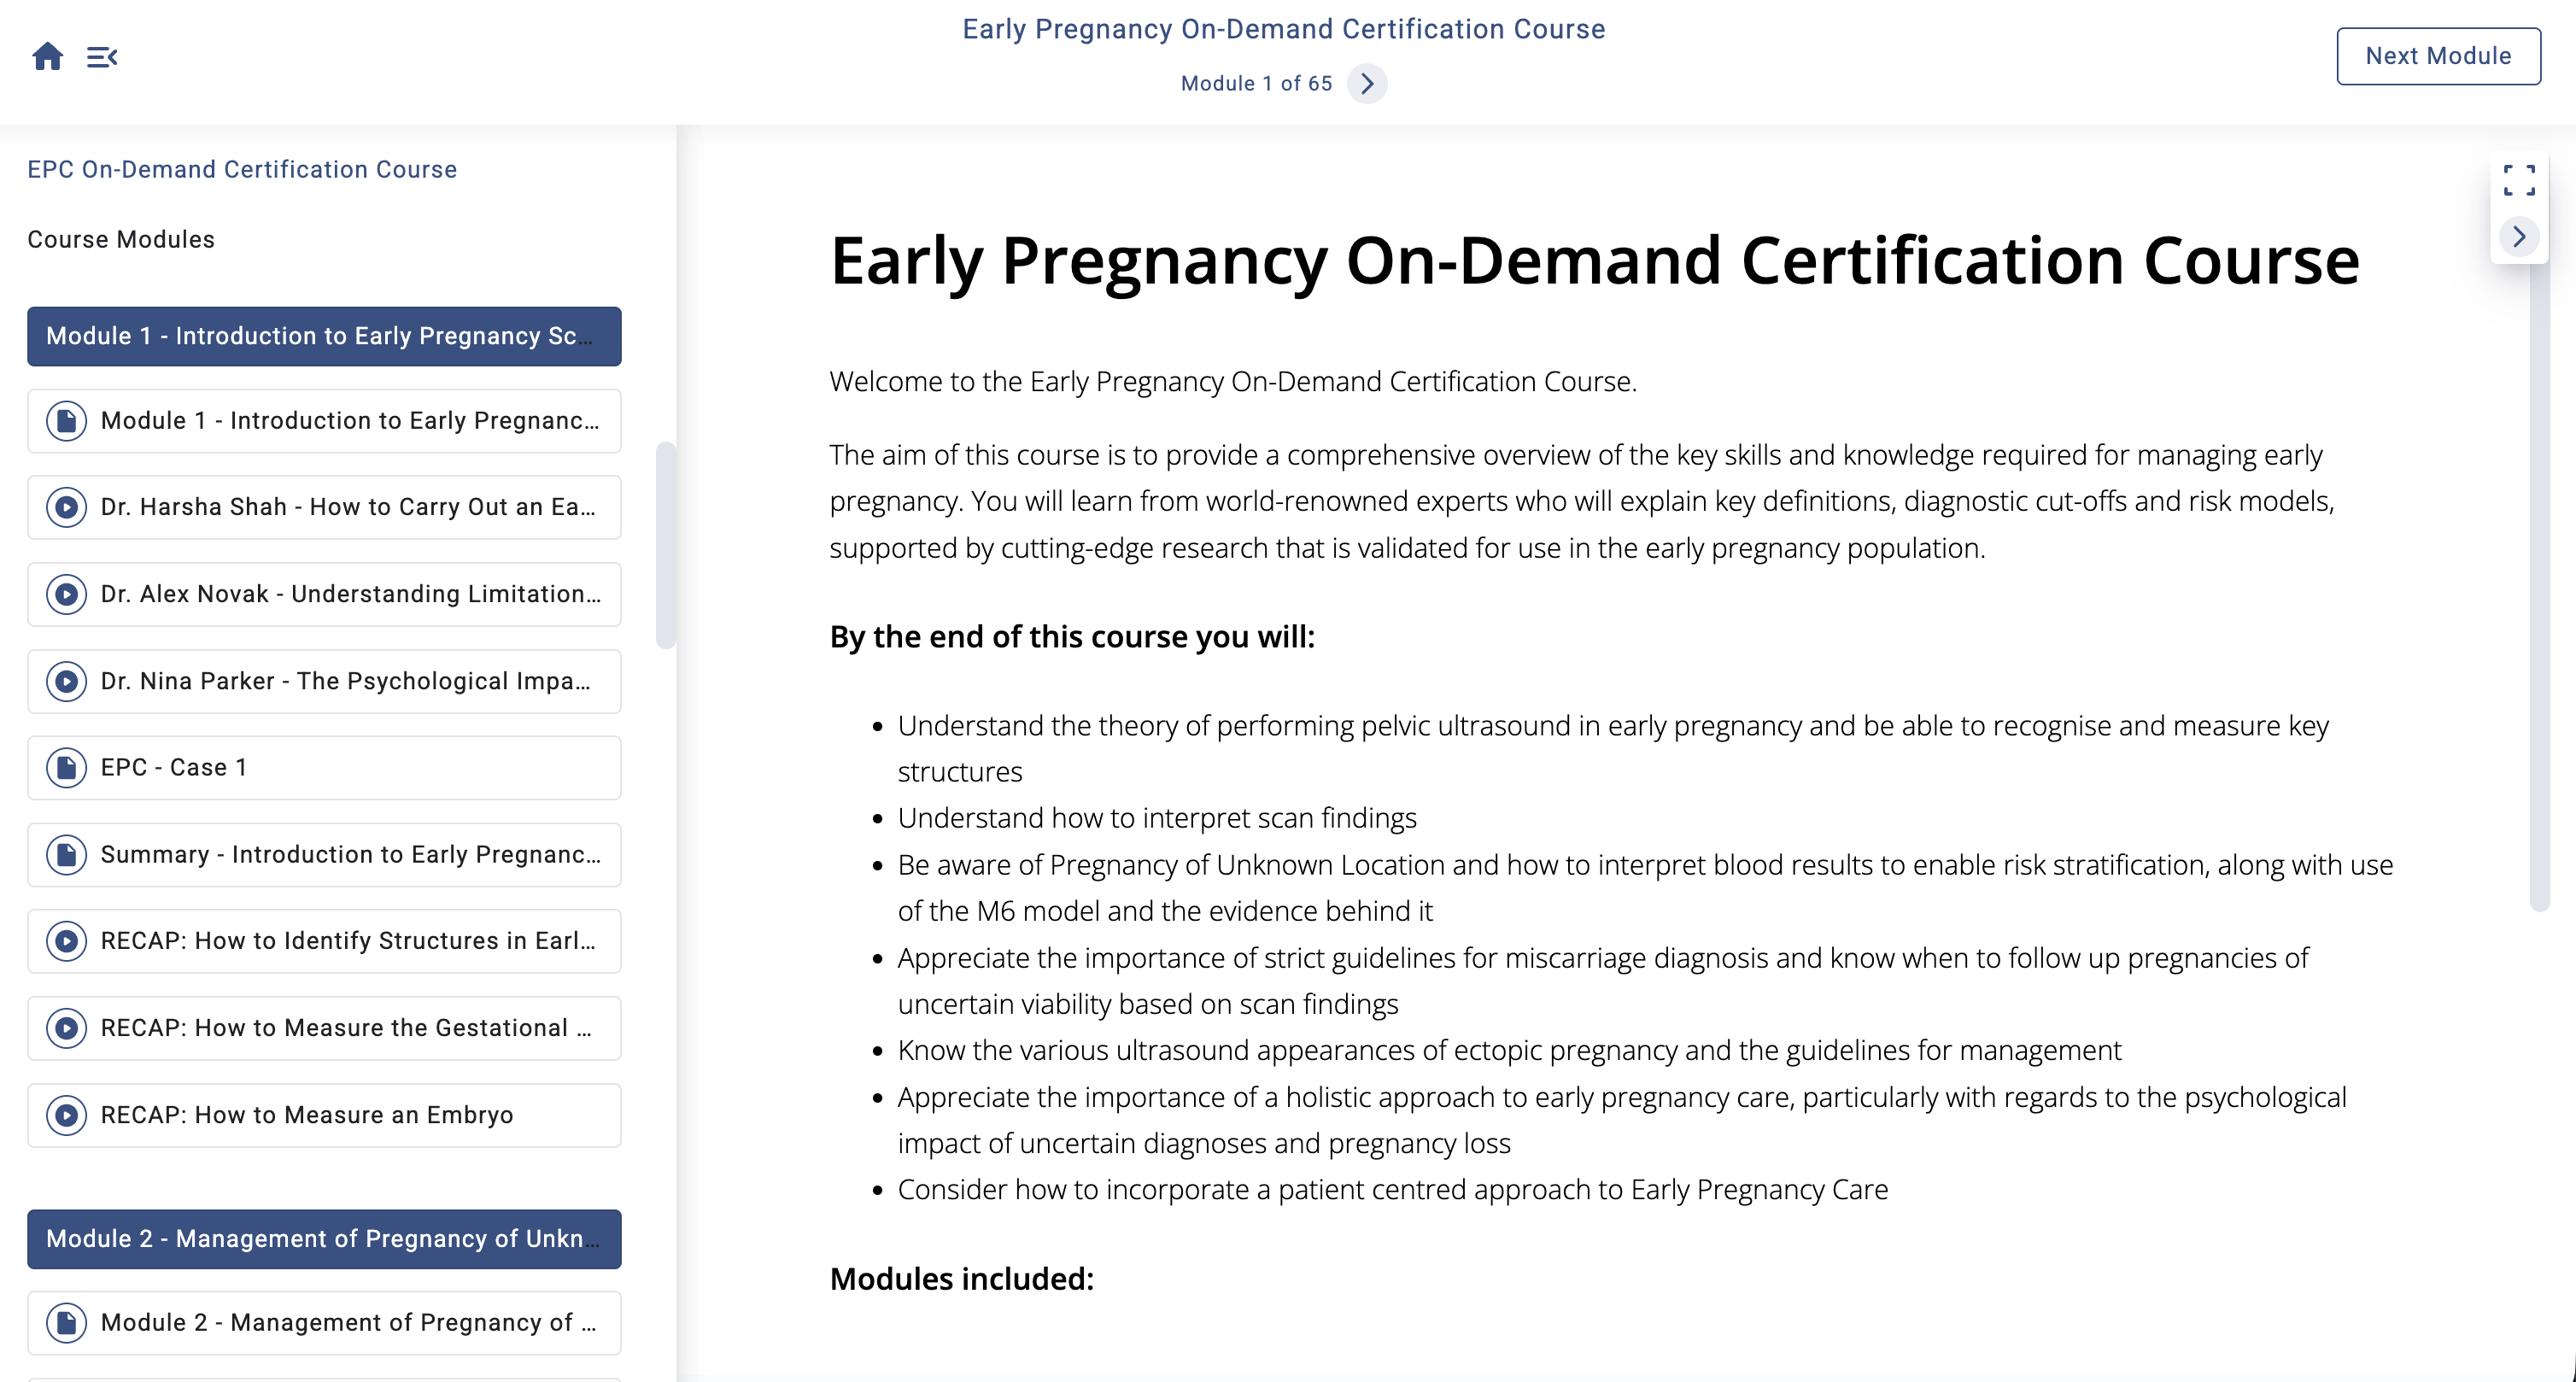 Early Pregnancy On-Demand Certification Course
Module 1 of 65
Next Module
EPC On-Demand Certification Course
Course Modules
Module 1 - Introduction to Early Pregnancy Sc...
Module 1 - Introduction to Early Pregnanc...
Dr. Harsha Shah - How to Carry Out an Ea...
Dr. Alex Novak - Understanding Limitation...
Dr. Nina Parker - The Psychological Impa...
EPC - Case 1
Summary - Introduction to Early Pregnanc...
RECAP: How to Identify Structures in Earl...
RECAP: How to Measure the Gestational ...
RECAP: How to Measure an Embryo
Module 2 - Management of Pregnancy of Unkn...
Module 2 - Management of Pregnancy of ...
Early Pregnancy On-Demand Certification Course
Welcome to the Early Pregnancy On-Demand Certification Course.
The aim of this course is to provide a comprehensive overview of the key skills and knowledge required for managing early
pregnancy. You will learn from world-renowned experts who will explain key definitions, diagnostic cut-offs and risk models,
supported by cutting-edge research that is validated for use in the early pregnancy population.
By the end of this course you will:
• Understand the theory of performing pelvic ultrasound in early pregnancy and be able to recognise and measure key
structures
• Understand how to interpret scan findings
• Be aware of Pregnancy of Unknown Location and how to interpret blood results to enable risk stratification, along with use
of the M6 model and the evidence behind it
• Appreciate the importance of strict guidelines for miscarriage diagnosis and know when to follow up pregnancies of
uncertain viability based on scan findings
• Know the various ultrasound appearances of ectopic pregnancy and the guidelines for management
• Appreciate the importance of a holistic approach to early pregnancy care, particularly with regards to the psychological
impact of uncertain diagnoses and pregnancy loss
• Consider how to incorporate a patient centred approach to Early Pregnancy Care
Modules included: